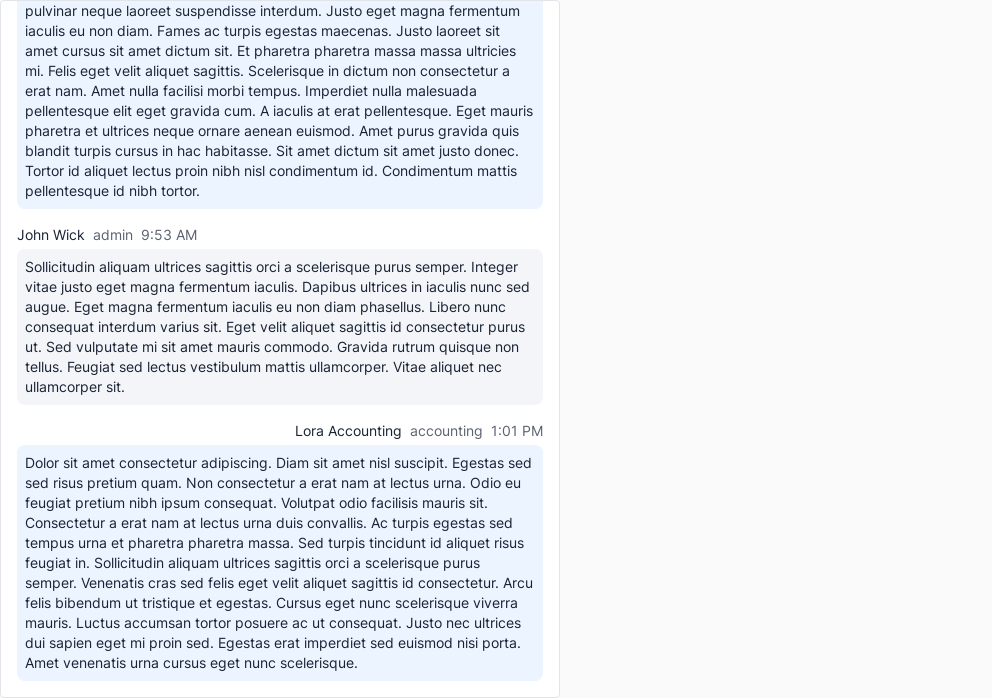 pulvinar neque laoreet suspendisse interdum. Justo eget magna fermentum
iaculis eu non diam. Fames ac turpis egestas maecenas. Justo laoreet sit
amet cursus sit amet dictum sit. Et pharetra pharetra massa massa ultricies
mi. Felis eget velit aliquet sagittis. Scelerisque in dictum non consectetur a
erat nam. Amet nulla facilisi morbi tempus. Imperdiet nulla malesuada
pellentesque elit eget gravida cum. A iaculis at erat pellentesque. Eget mauris
pharetra et ultrices neque ornare aenean euismod. Amet purus gravida quis
blandit turpis cursus in hac habitasse. Sit amet dictum sit amet justo donec.
Tortor id aliquet lectus proin nibh nisl condimentum id. Condimentum mattis
pellentesque id nibh tortor.
John Wick admin 9:53 AM
Sollicitudin aliquam ultrices sagittis orci a scelerisque purus semper. Integer
vitae justo eget magna fermentum iaculis. Dapibus ultrices in iaculis nunc sed
augue. Eget magna fermentum iaculis eu non diam phasellus. Libero nunc
consequat interdum varius sit. Eget velit aliquet sagittis id consectetur purus
ut. Sed vulputate mi sit amet mauris commodo. Gravida rutrum quisque non
tellus. Feugiat sed lectus vestibulum mattis ullamcorper. Vitae aliquet nec
ullamcorper sit.
Lora Accounting accounting 1:01 PM
Dolor sit amet consectetur adipiscing. Diam sit amet nisl suscipit. Egestas sed
sed risus pretium quam. Non consectetur a erat nam at lectus urna. Odio eu
feugiat pretium nibh ipsum consequat. Volutpat odio facilisis mauris sit.
Consectetur a erat nam at lectus urna duis convallis. Ac turpis egestas sed
tempus urna et pharetra pharetra massa. Sed turpis tincidunt id aliquet risus
feugiat in. Sollicitudin aliquam ultrices sagittis orci a scelerisque purus
semper. Venenatis cras sed felis eget velit aliquet sagittis id consectetur. Arcu
felis bibendum ut tristique et egestas. Cursus eget nunc scelerisque viverra
mauris. Luctus accumsan tortor posuere ac ut consequat. Justo nec ultrices
dui sapien eget mi proin sed. Egestas erat imperdiet sed euismod nisi porta.
Amet venenatis urna cursus eget nunc scelerisque.